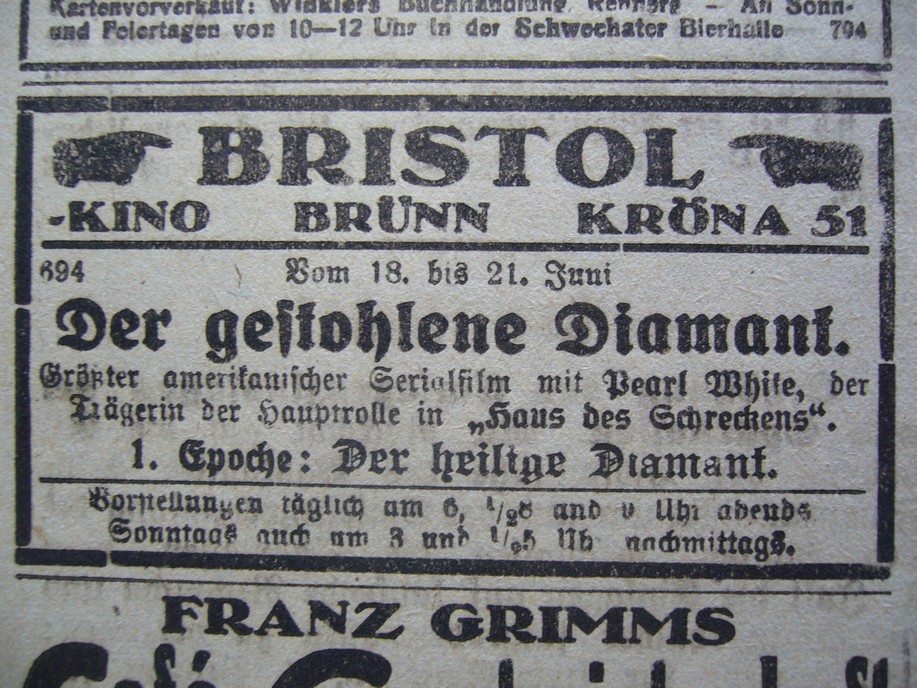 Kartenvorverkauf: Winklers Buchhandlung, Rennerg. – An Sonn-
und Feiertagen von 10—12 Uhr in der Schwechater Bierhalle 794
BRISTOL
-KINO BRÜNN KRÖNA 51
694 Vom 18. bis 21. Juni
Der gestohlene Diamant.
Größter amerikanischer Serialfilm mit Pearl White, der
Trägerin der Hauptrolle in „Haus des Schreckens“.
1. Epoche: Der heilige Diamant.
Vorstellungen täglich am 6, 1/28 und 9 Uhr abends
Sonntags auch um 3 und 1/25 Uhr nachmittags.
FRANZ GRIMMS
Café